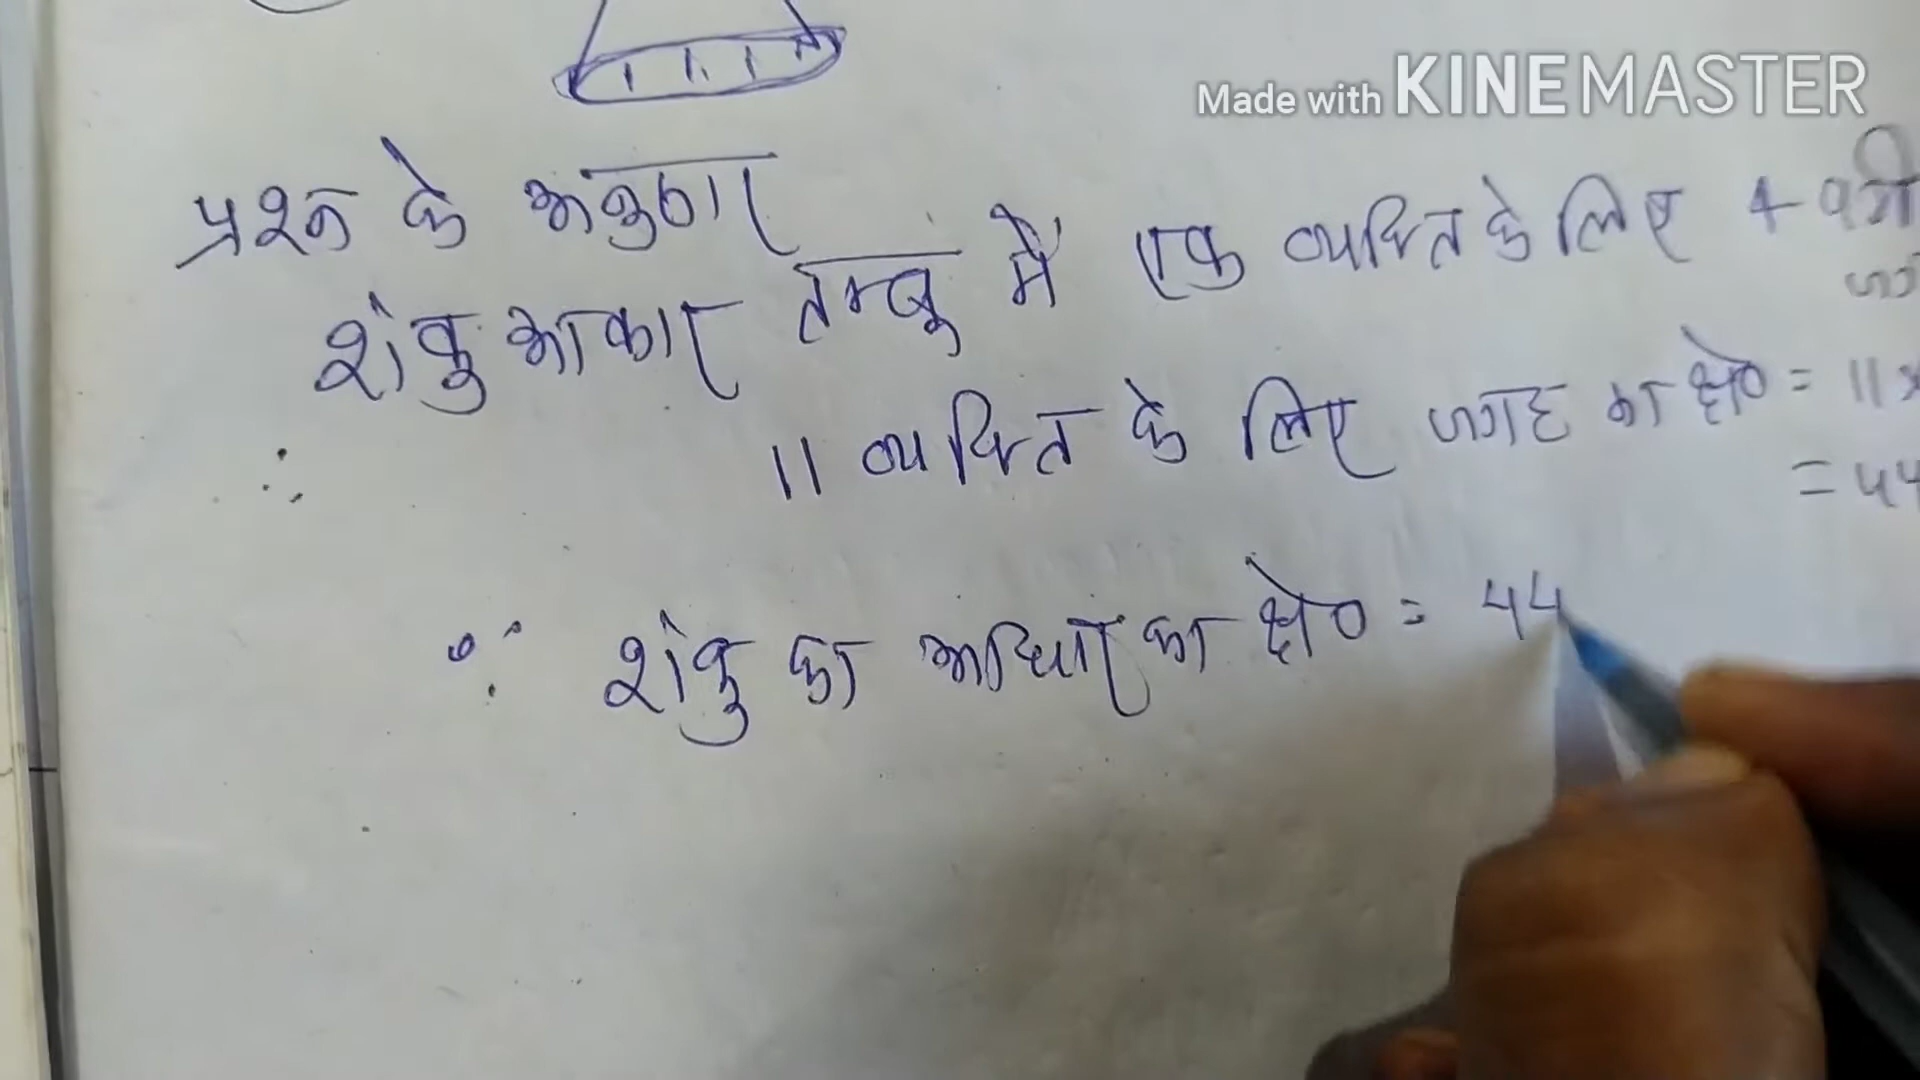 Made with KINEMASTER
प्रश्न के अनुसार
शंकु आकार तम्बू में एक व्यक्ति के लिए 4 वर्ग
∴ 11 व्यक्ति के लिए जगह का क्षे० = 11×
= 44
∵ शंकु का आधार का क्षे० = 44